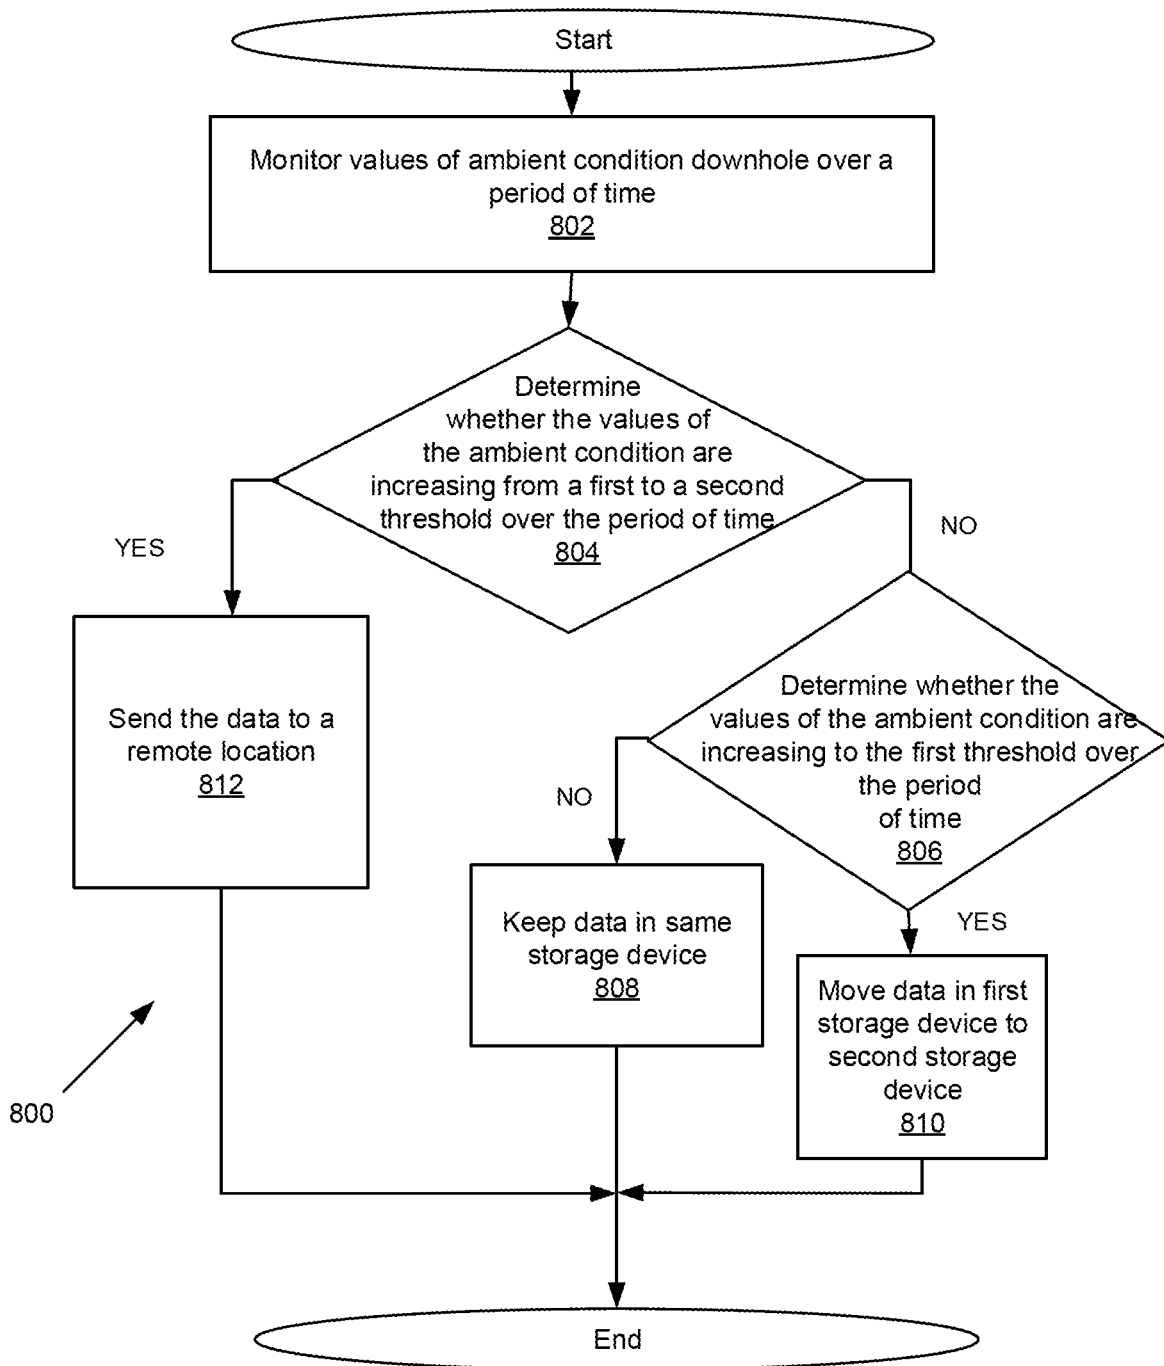 Start
Monitor values of ambient condition downhole over a
period of time
802
Determine
whether the values of
the ambient condition are
increasing from a first to a second
threshold over the period of time
804
YES
NO
Send the data to a
remote location
812
Determine whether the
values of the ambient condition are
increasing to the first threshold over
the period
of time
806
NO
YES
Keep data in same
storage device
808
Move data in first
storage device to
second storage
device
810
800
End